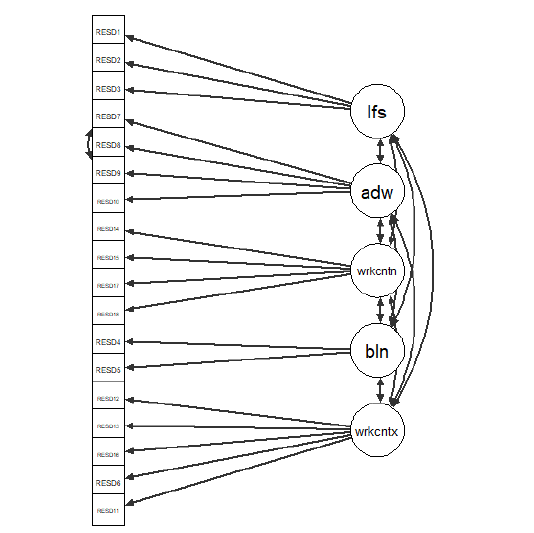 RESD1
RESD2
RESD3
RESD7
RESD8
RESD9
RESD10
RESD14
RESD15
RESD17
RESD18
RESD4
RESD5
RESD12
RESD13
RESD16
RESD6
RESD11
lfs
adw
wrkcntn
bln
wrkcntx